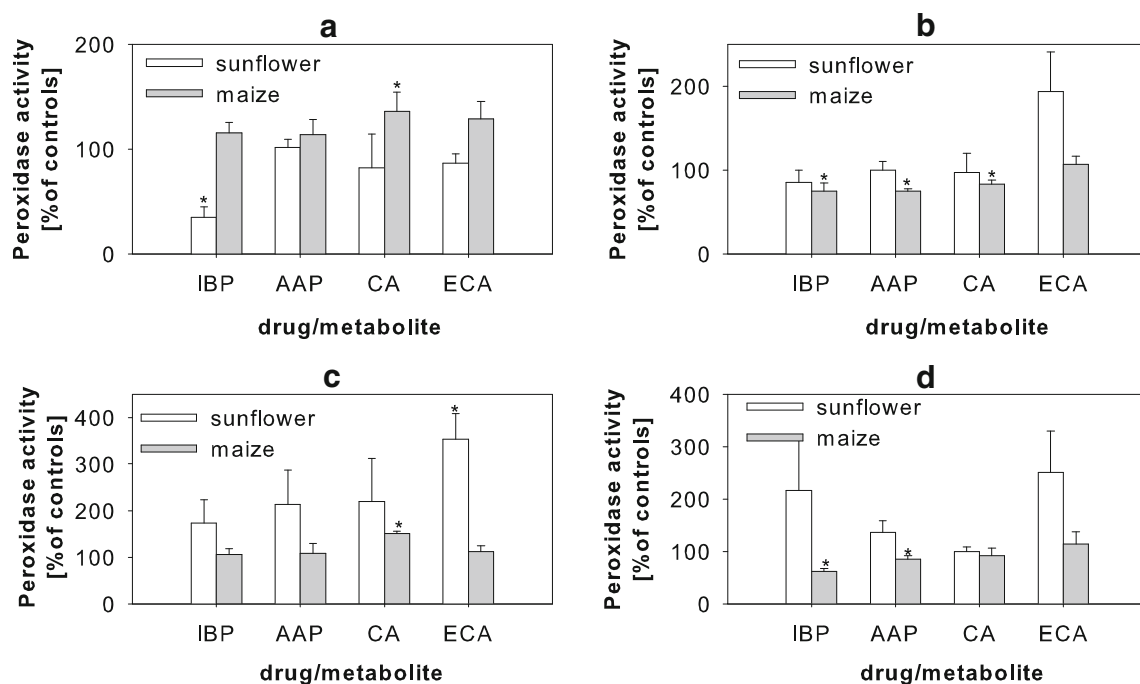 a
Peroxidase activity
[%of controls]
200
100
0
sunflower
maize
*
*
IBP AAP CA ECA
drug/metabolite
b
Peroxidase activity
[%of controls]
200
100
0
sunflower
maize
* * *
IBP AAP CA ECA
drug/metabolite
c
Peroxidase activity
[%of controls]
400
300
200
100
0
sunflower
maize
*
*
IBP AAP CA ECA
drug/metabolite
d
Peroxidase activity
[%of controls]
400
300
200
100
0
sunflower
maize
* *
IBP AAP CA ECA
drug/metabolite